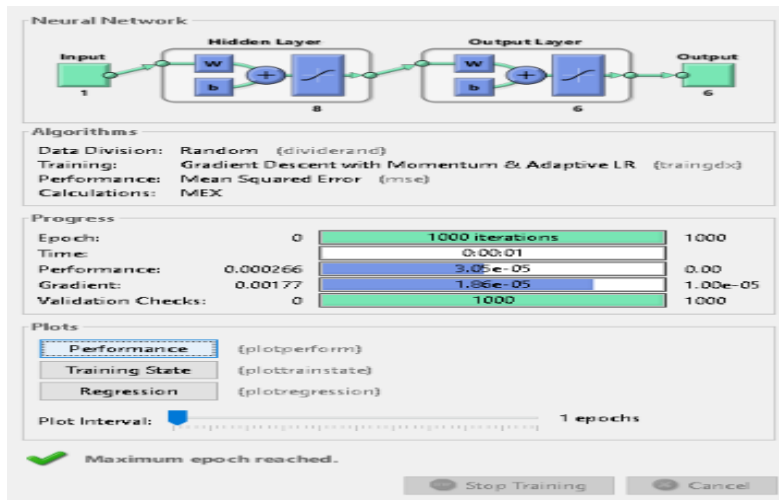 Neural Network
Hidden Layer Output Layer
Input Output
W W
b b
+ +
1 8 6 6
Algorithms
Data Division: Random (dividerand)
Training: Gradient Descent with Momentum & Adaptive LR (traingdx)
Performance: Mean Squared Error (mse)
Calculations: MEX
Progress
Epoch: 0 1000 iterations 1000
Time: 0:00:01
Performance: 0.000266 3.05e-05 0.00
Gradient: 0.00177 1.86e-05 1.00e-05
Validation Checks: 0 1000 1000
Plots
Performance (plotperform)
Training State (plottrainstate)
Regression (plotregression)
Plot Interval: 1 epochs
Maximum epoch reached.
Stop Training Cancel